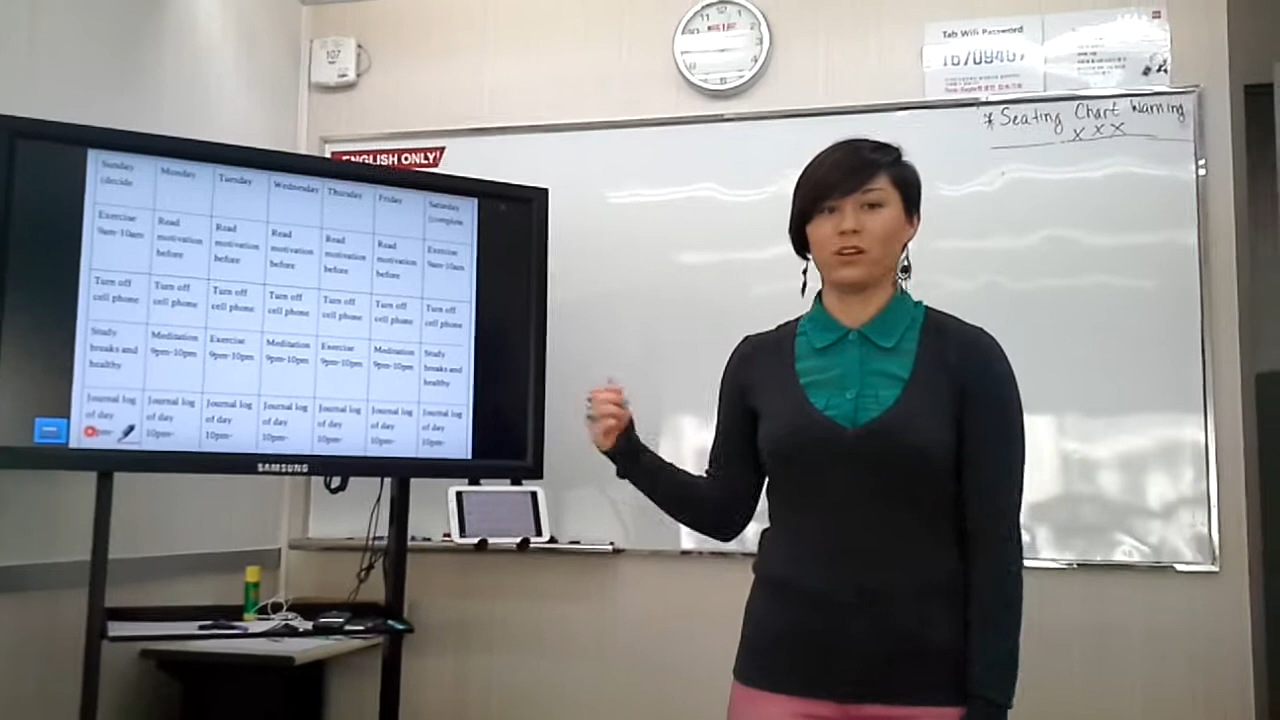 107
Tab Wifi Password
16709467
ENGLISH ONLY!
* Seating Chart Warning
x x x
Sunday (decide
Monday
Tuesday
Wednesday
Thursday
Friday
Saturday (complete
Exercise 9am-10am
Read motivation before
Read motivation before
Read motivation before
Read motivation before
Read motivation before
Exercise 9am-10am
Turn off cell phone
Turn off cell phone
Turn off cell phone
Turn off cell phone
Turn off cell phone
Turn off cell phone
Turn off cell phone
Study breaks and healthy
Meditation 9pm-10pm
Exercise 9pm-10pm
Meditation 9pm-10pm
Exercise 9pm-10pm
Meditation 9pm-10pm
Study breaks and healthy
Journal log of day
Journal log of day 10pm-
Journal log of day 10pm-
Journal log of day 10pm-
Journal log of day 10pm-
Journal log of day 10pm-
Journal log of day 10pm-
SAMSUNG